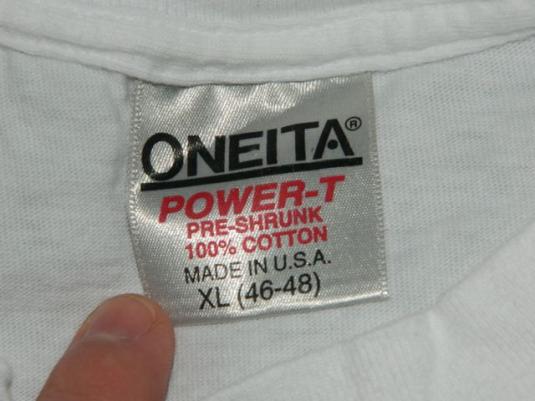 ONEITA®
POWER-T
PRE-SHRUNK
100% COTTON
MADE IN U.S.A.
XL (46-48)